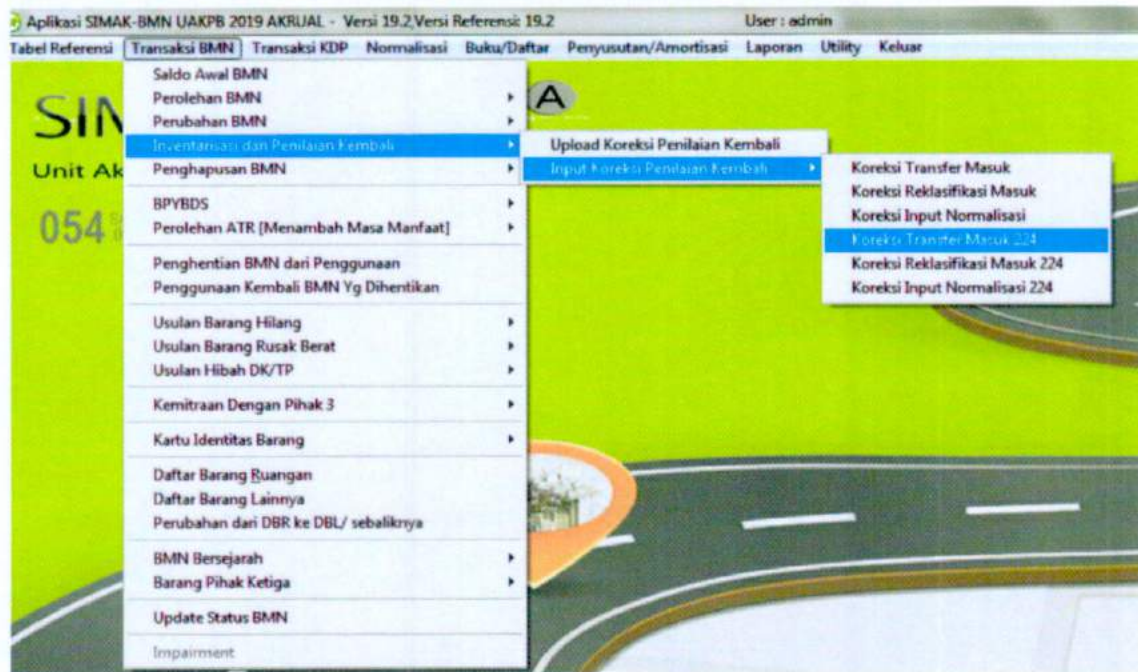 Aplikasi SIMAK-BMN UAKPB 2019 AKRUAL - Versi 19.2,Versi Referensi: 19.2 User : admin
Tabel Referensi Transaksi BMN Transaksi KDP Normalisasi Buku/Daftar Penyusutan/Amortisasi Laporan Utility Keluar
Saldo Awal BMN
Perolehan BMN
Perubahan BMN
Inventarisasi dan Penilaian Kembali
Penghapusan BMN
BPYBDS
Perolehan ATR [Menambah Masa Manfaat]
Penghentian BMN dari Penggunaan
Penggunaan Kembali BMN Yg Dihentikan
Usulan Barang Hilang
Usulan Barang Rusak Berat
Usulan Hibah DK/TP
Kemitraan Dengan Pihak 3
Kartu Identitas Barang
Daftar Barang Ruangan
Daftar Barang Lainnya
Perubahan dari DBR ke DBL/ sebaliknya
BMN Bersejarah
Barang Pihak Ketiga
Update Status BMN
Impairment
Upload Koreksi Penilaian Kembali
Input Koreksi Penilaian Kembali
Koreksi Transfer Masuk
Koreksi Reklasifikasi Masuk
Koreksi Input Normalisasi
Koreksi Transfer Masuk 224
Koreksi Reklasifikasi Masuk 224
Koreksi Input Normalisasi 224
SIM
A
Unit Ak
054